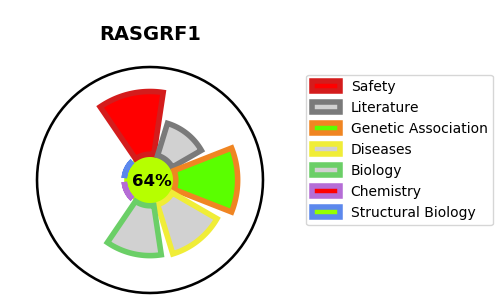 RASGRF1
64%
Safety
Literature
Genetic Association
Diseases
Biology
Chemistry
Structural Biology